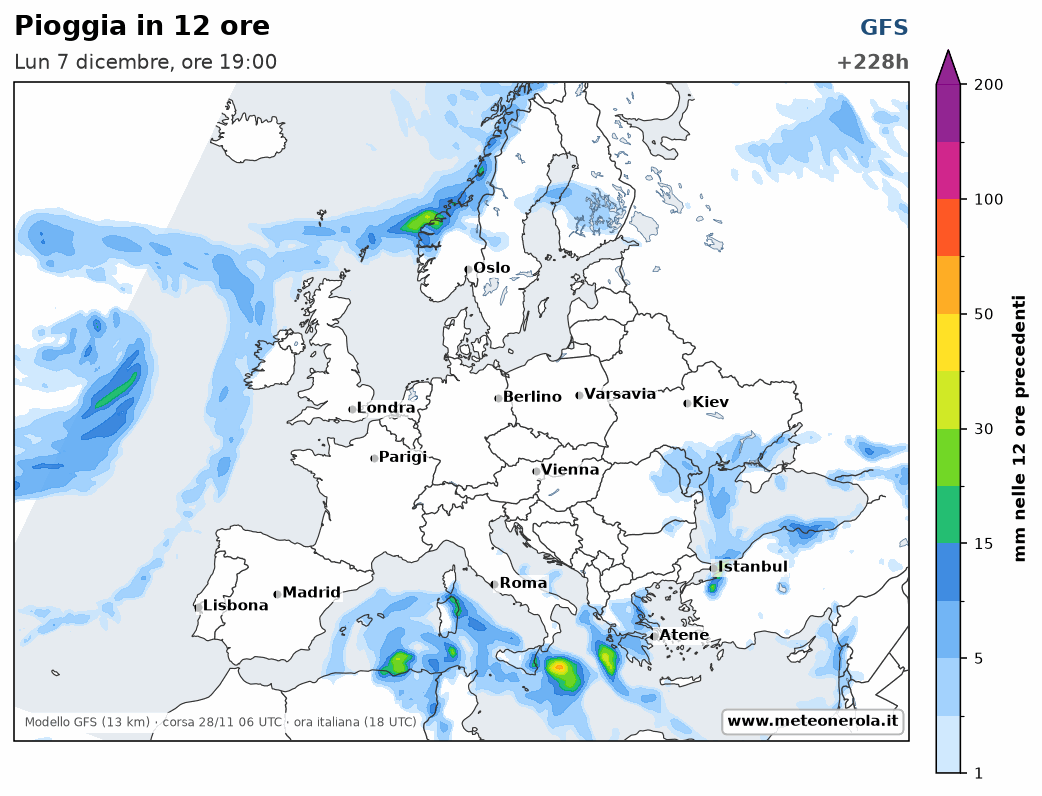 Pioggia in 12 ore
GFS
Lun 7 dicembre, ore 19:00
+228h
200
100
50
30
15
5
1
mm nelle 12 ore precedenti
Oslo
Berlino
Varsavia
Kiev
Londra
Parigi
Vienna
Istanbul
Roma
Madrid
Lisbona
Atene
Modello GFS (13 km) · corsa 28/11 06 UTC · ora italiana (18 UTC)
www.meteonerola.it